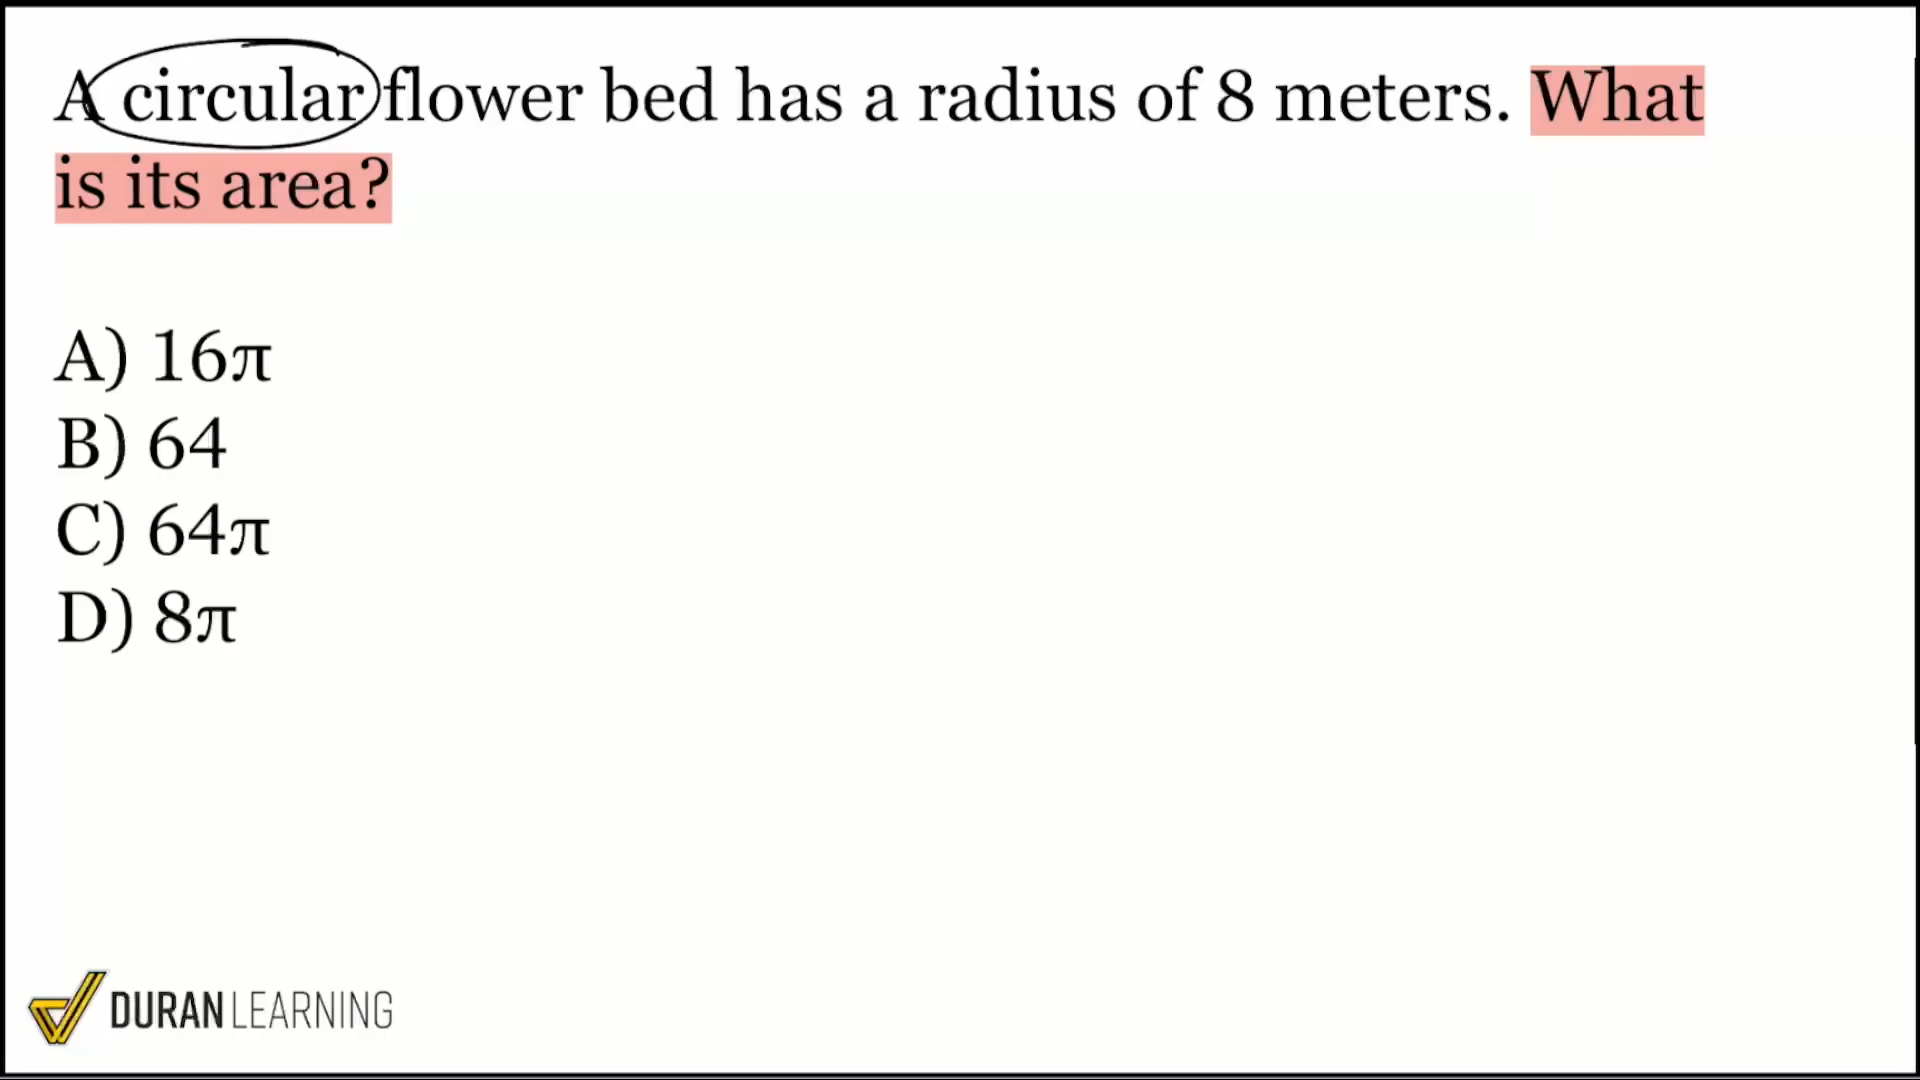 A circular flower bed has a radius of 8 meters. What
is its area?
A) 16π
B) 64
C) 64π
D) 8π
DURAN LEARNING